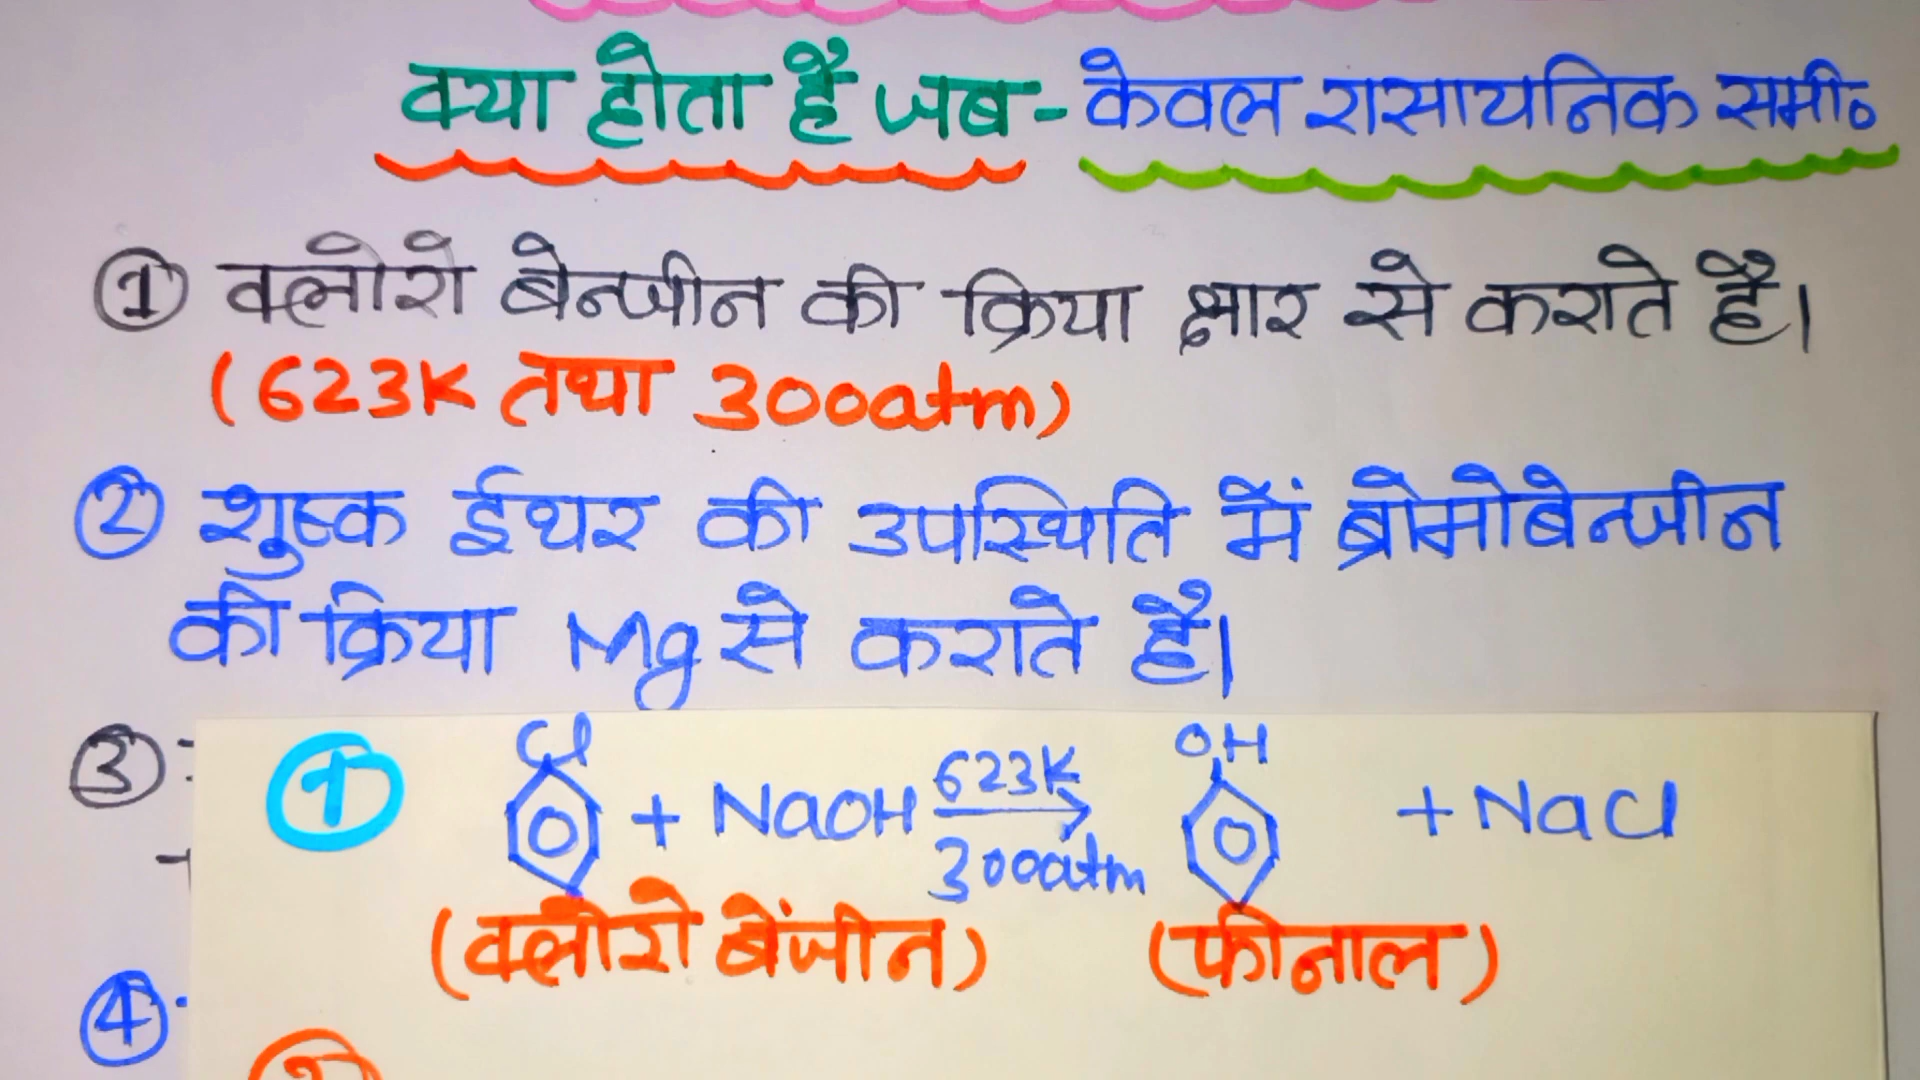 क्या होता है जब - केवल रासायनिक समी०
① क्लोरो बेन्जीन की क्रिया क्षार से कराते है।
(623K तथा 300atm)
② शुष्क ईथर की उपस्थिति में ब्रोमोबेन्जीन
की क्रिया Mg से कराते है।
③
① Cl + NaOH 623K 300atm → OH + NaCl
(क्लोरो बेंजीन) (फीनाल)
④